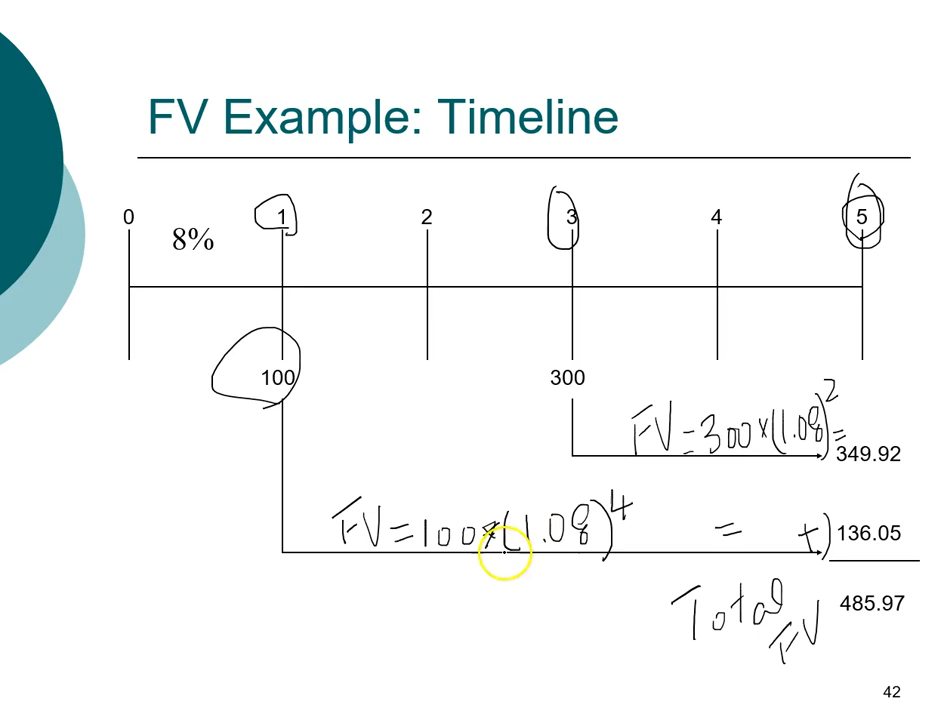 FV Example: Timeline
0 1 2 3 4 5
8%
100 300
FV = 300 × (1.08)² = 349.92
FV = 100 × (1.08)⁴ = +) 136.05
Total FV 485.97
42